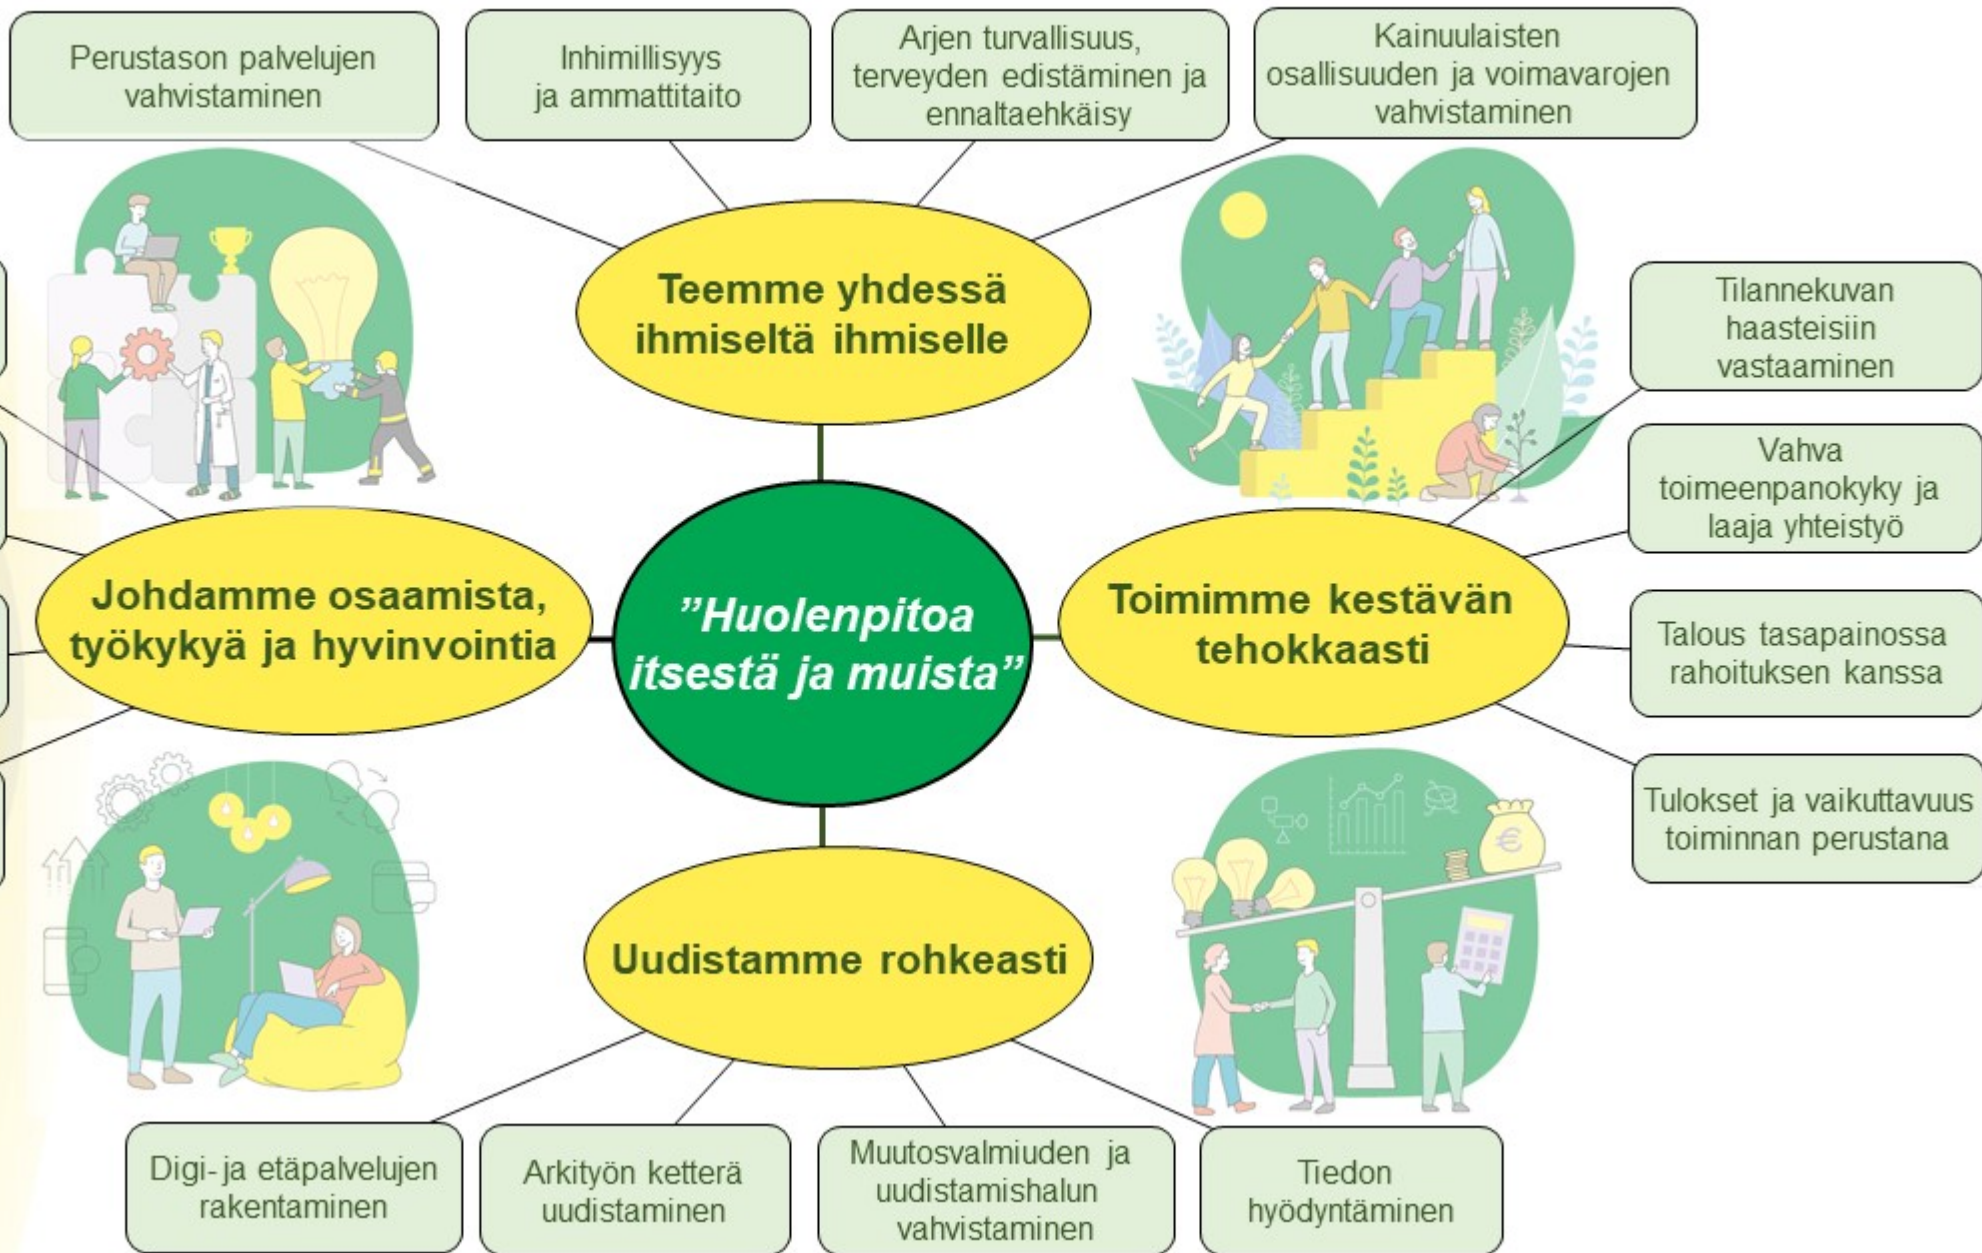 Perustason palvelujen
vahvistaminen
Inhimillisyys
ja ammattitaito
Arjen turvallisuus,
terveyden edistäminen ja
ennaltaehkäisy
Kainuulaisten
osallisuuden ja voimavarojen
vahvistaminen
Teemme yhdessä
ihmiseltä ihmiselle
Tilannekuvan
haasteisiin
vastaaminen
Vahva
toimeenpanokyky ja
laaja yhteistyö
Talous tasapainossa
rahoituksen kanssa
Tulokset ja vaikuttavuus
toiminnan perustana
Johdamme osaamista,
työkykyä ja hyvinvointia
”Huolenpitoa
itsestä ja muista”
Toimimme kestävän
tehokkaasti
€
Uudistamme rohkeasti
Digi- ja etäpalvelujen
rakentaminen
Arkityön ketterä
uudistaminen
Muutosvalmiuden ja
uudistamishalun
vahvistaminen
Tiedon
hyödyntäminen